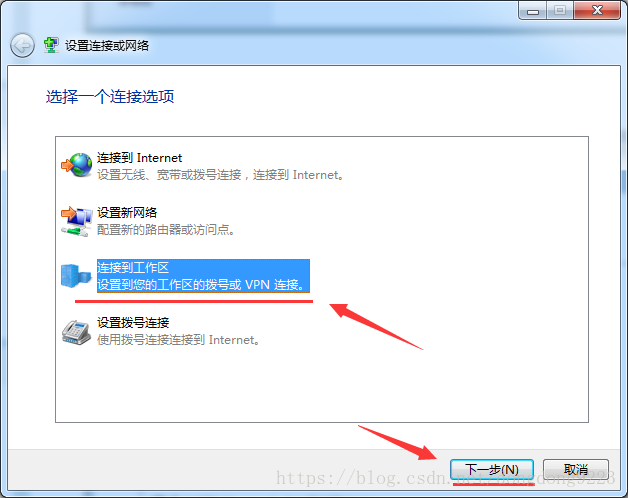 设置连接或网络
选择一个连接选项
连接到 Internet
设置无线、宽带或拨号连接，连接到 Internet。
设置新网络
配置新的路由器或访问点。
连接到工作区
设置到您的工作区的拨号或 VPN 连接。
设置拨号连接
使用拨号连接连接到 Internet。
下一步(N)
取消
https://blog.csdn.net/